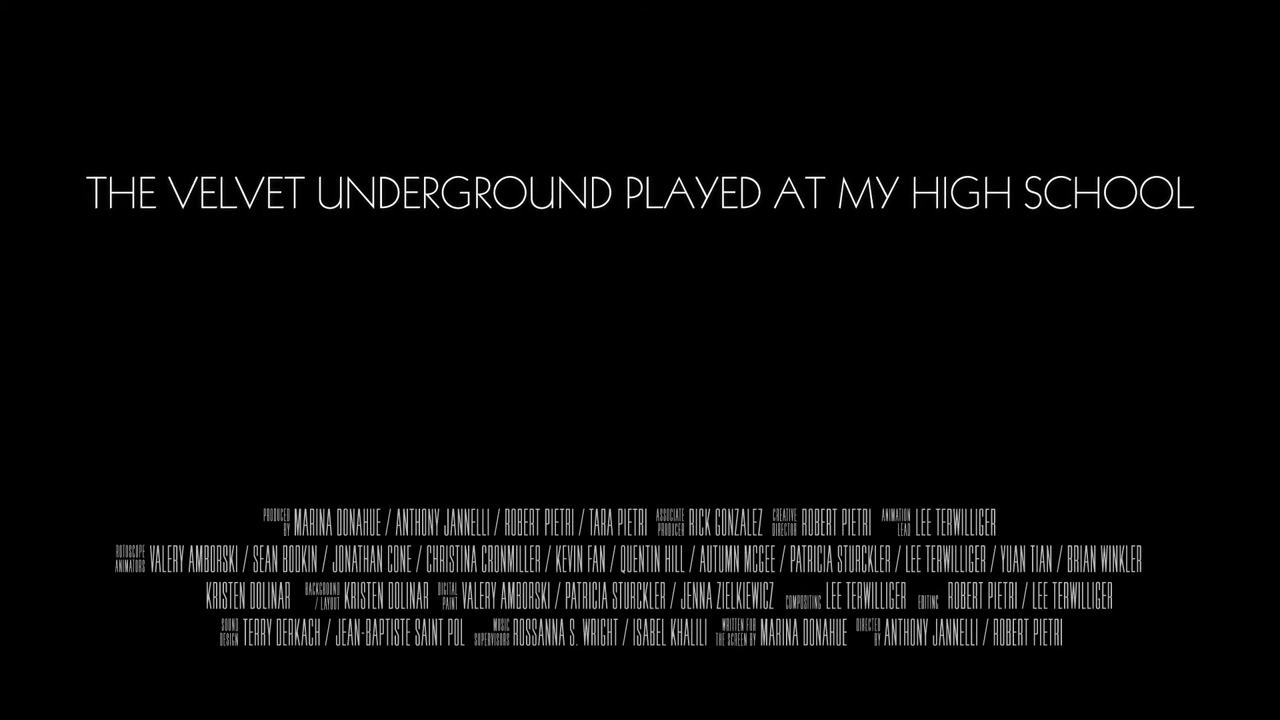 THE VELVET UNDERGROUND PLAYED AT MY HIGH SCHOOL
PRODUCED BY MARINA DONAHUE / ANTHONY JANNELLI / ROBERT PIETRI / TARA PIETRI ASSOCIATE PRODUCER RICK GONZALEZ CREATIVE DIRECTOR ROBERT PIETRI ANIMATION LEAD LEE TERWILLIGER
ROTOSCOPE ANIMATORS VALERY AMBORSKI / SEAN BODKIN / JONATHAN CONE / CHRISTINA CRONMILLER / KEVIN FAN / QUENTIN HILL / AUTUMN MCGEE / PATRICIA STURCKLER / LEE TERWILLIGER / YUAN TIAN / BRIAN WINKLER
KRISTEN DOLINAR BACKGROUND / LAYOUT KRISTEN DOLINAR DIGITAL PAINT VALERY AMBORSKI / PATRICIA STURCKLER / JENNA ZIELKIEWICZ COMPOSITING LEE TERWILLIGER EDITING ROBERT PIETRI / LEE TERWILLIGER
SOUND DESIGN TERRY DERKACH / JEAN-BAPTISTE SAINT POL MUSIC SUPERVISORS ROSSANNA S. WRIGHT / ISABEL KHALILI WRITTEN FOR THE SCREEN BY MARINA DONAHUE DIRECTED BY ANTHONY JANNELLI / ROBERT PIETRI